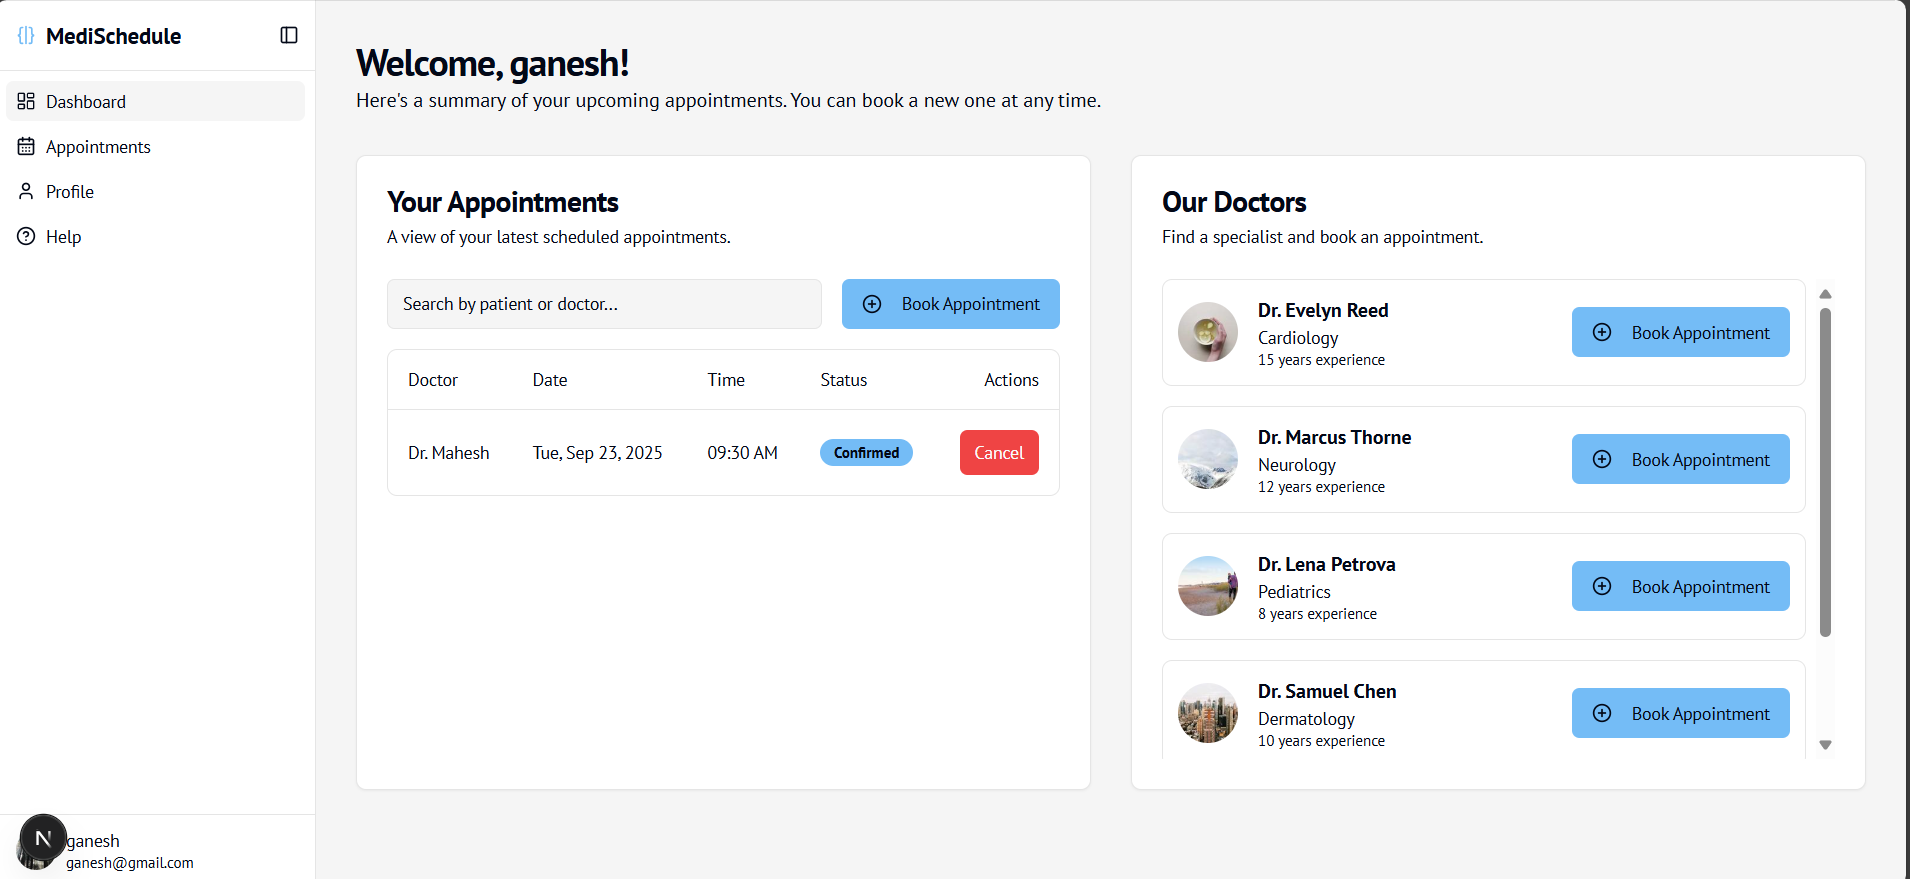 MediSchedule
Dashboard
Appointments
Profile
Help
N
ganesh
ganesh@gmail.com
Welcome, ganesh!
Here's a summary of your upcoming appointments. You can book a new one at any time.
Your Appointments
A view of your latest scheduled appointments.
Search by patient or doctor...
Book Appointment
Doctor Date Time Status Actions
Dr. Mahesh Tue, Sep 23, 2025 09:30 AM Confirmed Cancel
Our Doctors
Find a specialist and book an appointment.
Dr. Evelyn Reed
Cardiology
15 years experience
Book Appointment
Dr. Marcus Thorne
Neurology
12 years experience
Book Appointment
Dr. Lena Petrova
Pediatrics
8 years experience
Book Appointment
Dr. Samuel Chen
Dermatology
10 years experience
Book Appointment